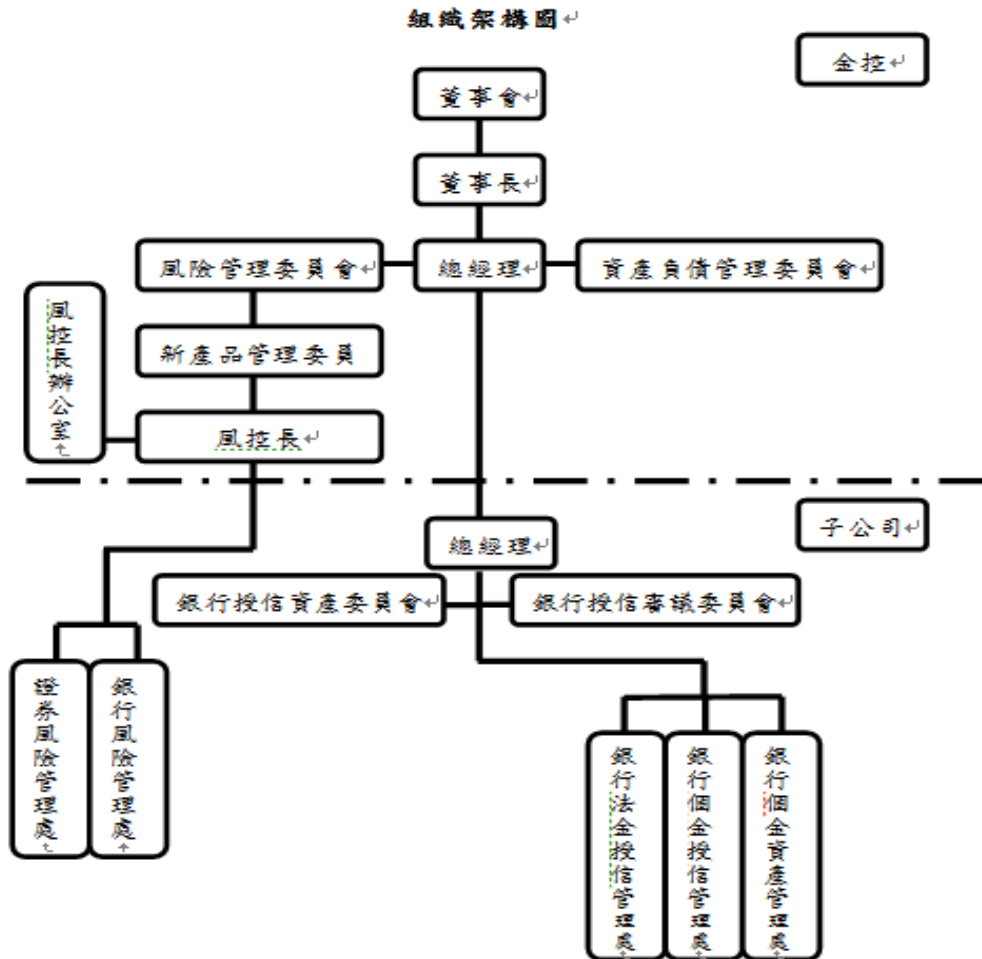 組織架構圖
金控
董事會
董事長
風險管理委員會
總經理
資產負債管理委員會
風控長辦公室
新產品管理委員
風控長
子公司
總經理
銀行授信資產委員會
銀行授信審議委員會
證券風險管理處
銀行風險管理處
銀行法金授信管理處
銀行個金授信管理處
銀行個金資產管理處